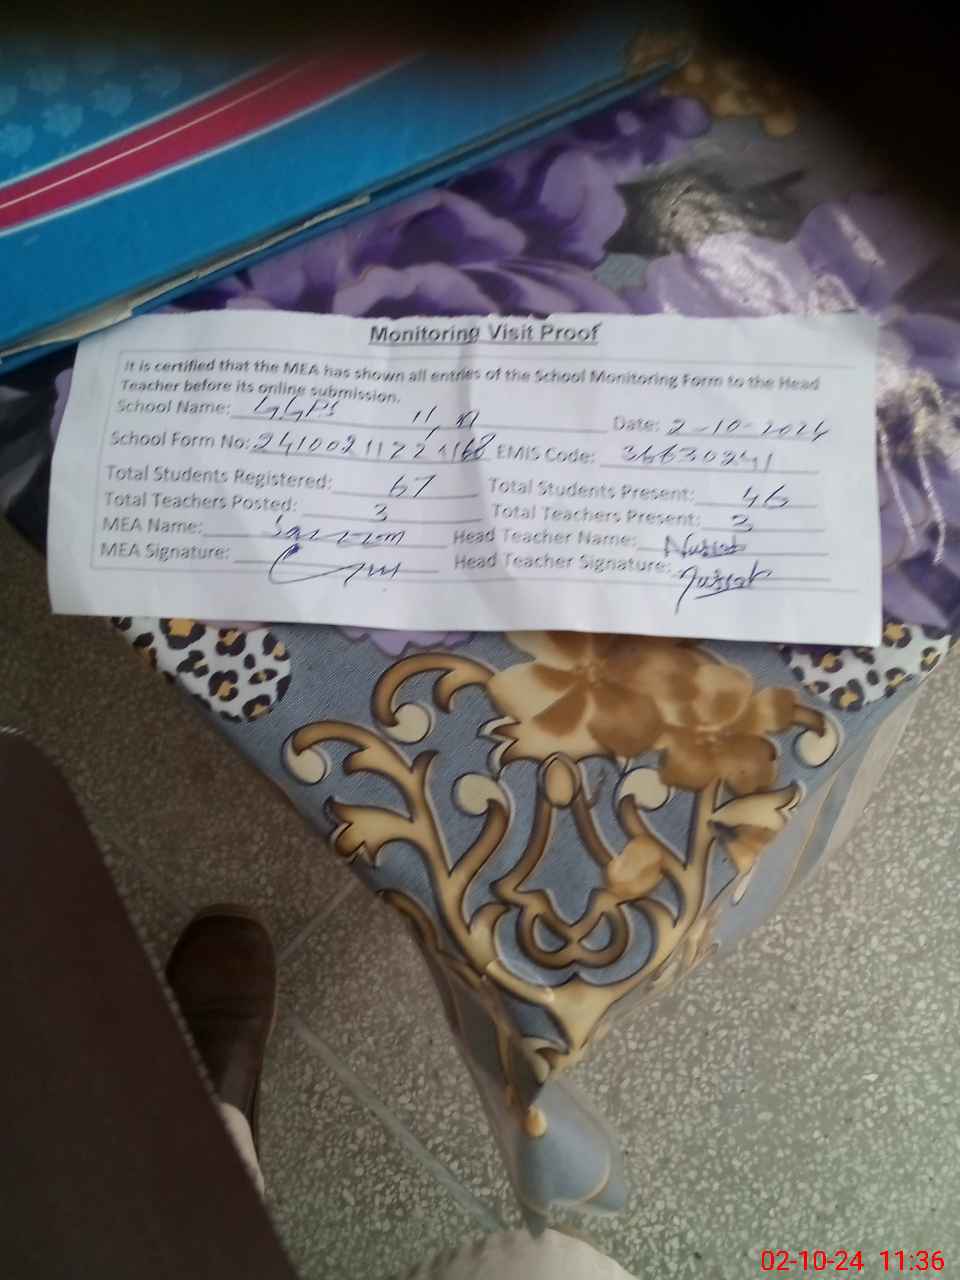 Monitoring Visit Proof
It is certified that the MEA has shown all entries of the School Monitoring Form to the Head
Teacher before its online submission.
School Name: GGPS Date: 2-10-2024
School Form No: EMIS Code: 36630241
Total Students Registered: 67 Total Students Present: 46
Total Teachers Posted: 3 Total Teachers Present: 3
MEA Name: Head Teacher Name: Nusrat
MEA Signature: Head Teacher Signature: Nusrat
02-10-24 11:36